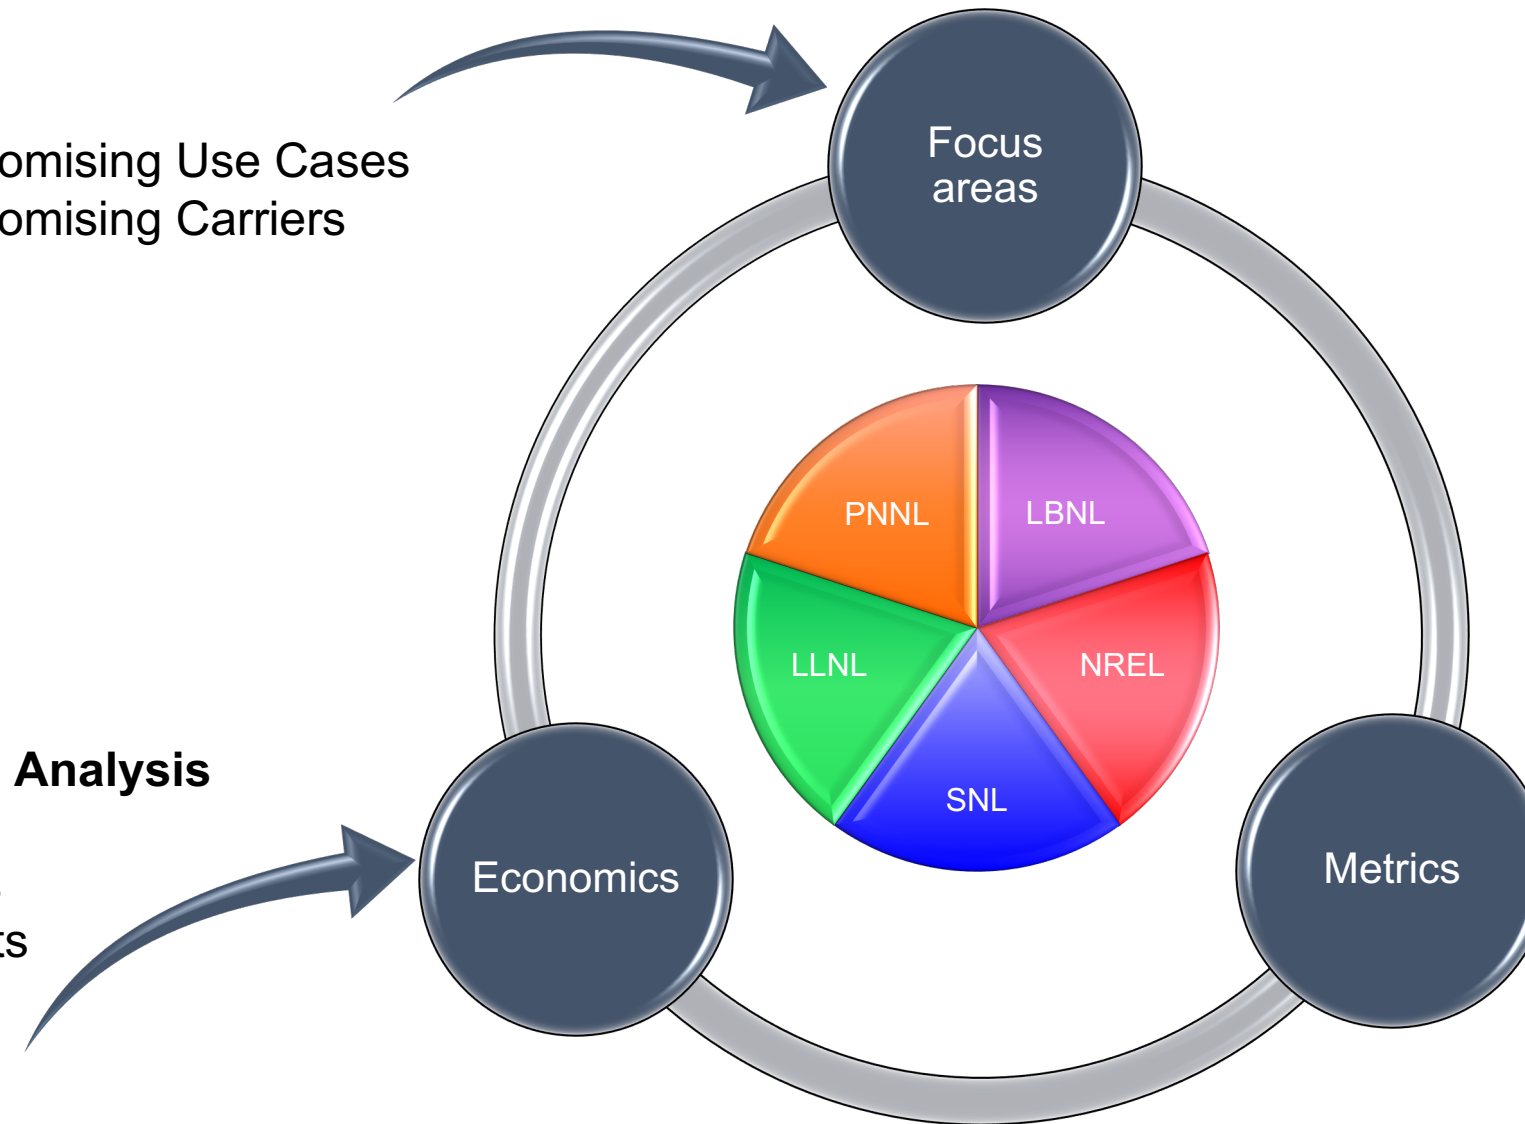 Focus
areas
omising Use Cases
omising Carriers
PNNL
LBNL
LLNL
NREL
SNL
Analysis
Economics
Metrics
ts